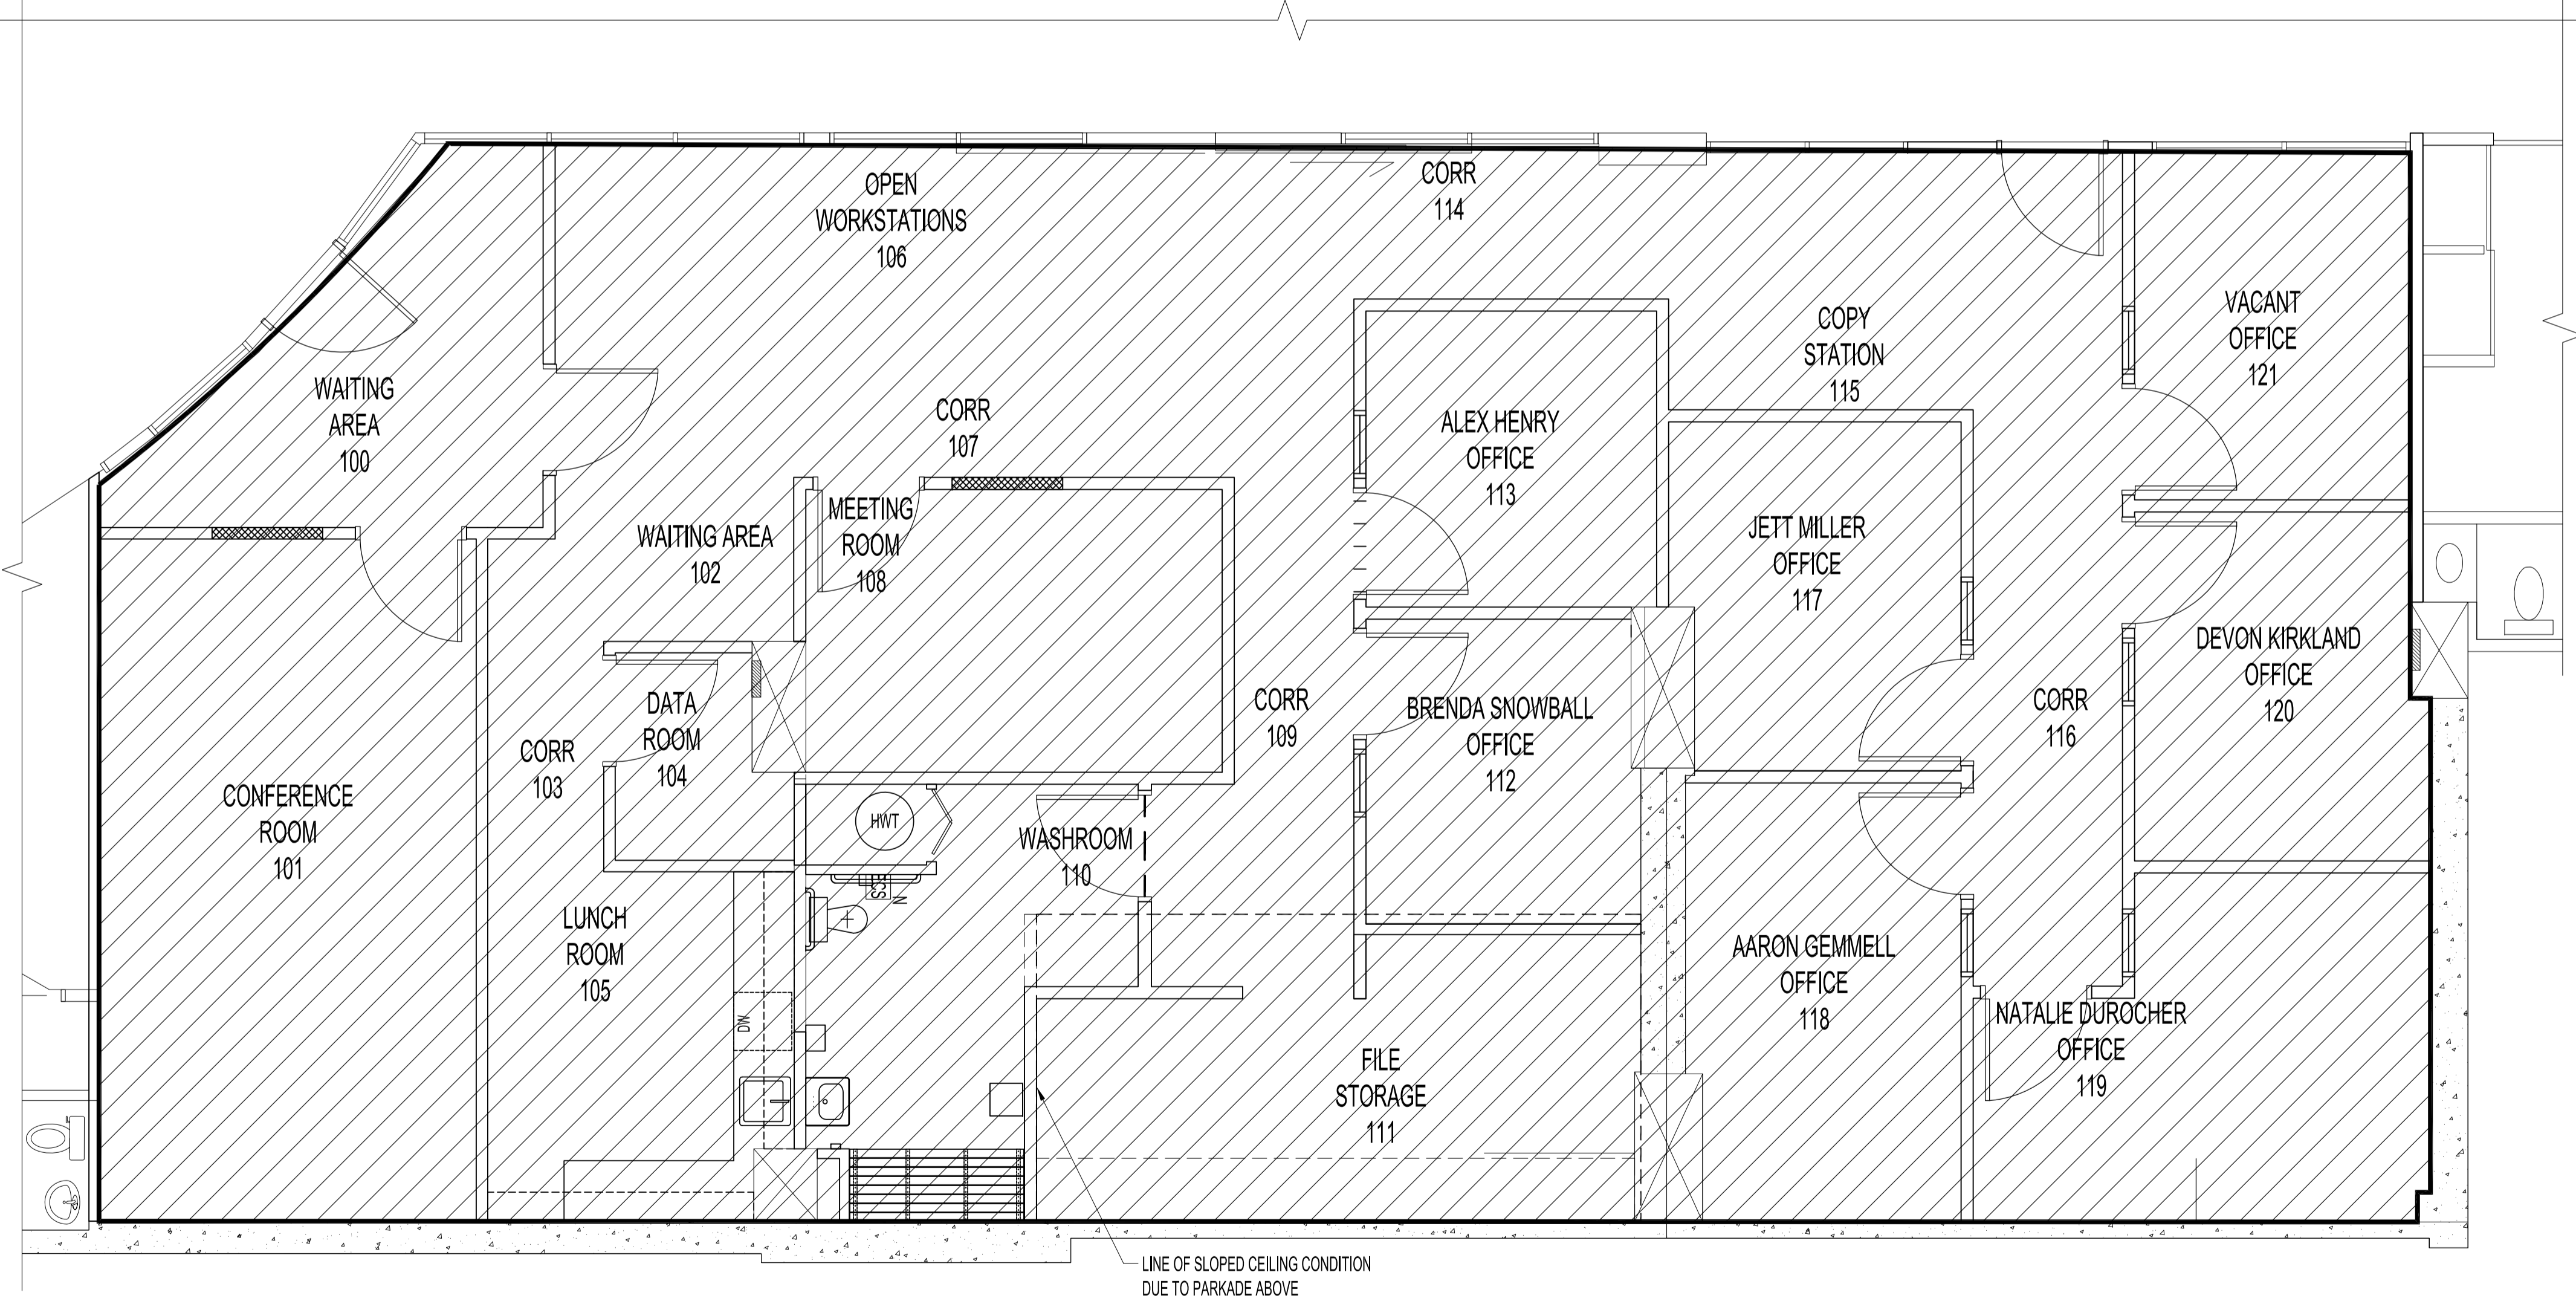 OPEN
WORKSTATIONS
106
CORR
114
WAITING
AREA
100
CORR
107
ALEX HENRY
OFFICE
113
COPY
STATION
115
VACANT
OFFICE
121
WAITING AREA
102
MEETING
ROOM
108
JETT MILLER
OFFICE
117
DATA
ROOM
104
CORR
103
CORR
109
BRENDA SNOWBALL
OFFICE
112
CORR
116
DEVON KIRKLAND
OFFICE
120
CONFERENCE
ROOM
101
HWT
WASHROOM
110
LUNCH
ROOM
105
DW
FILE
STORAGE
111
AARON GEMMELL
OFFICE
118
NATALIE DUROCHER
OFFICE
119
LINE OF SLOPED CEILING CONDITION
DUE TO PARKADE ABOVE